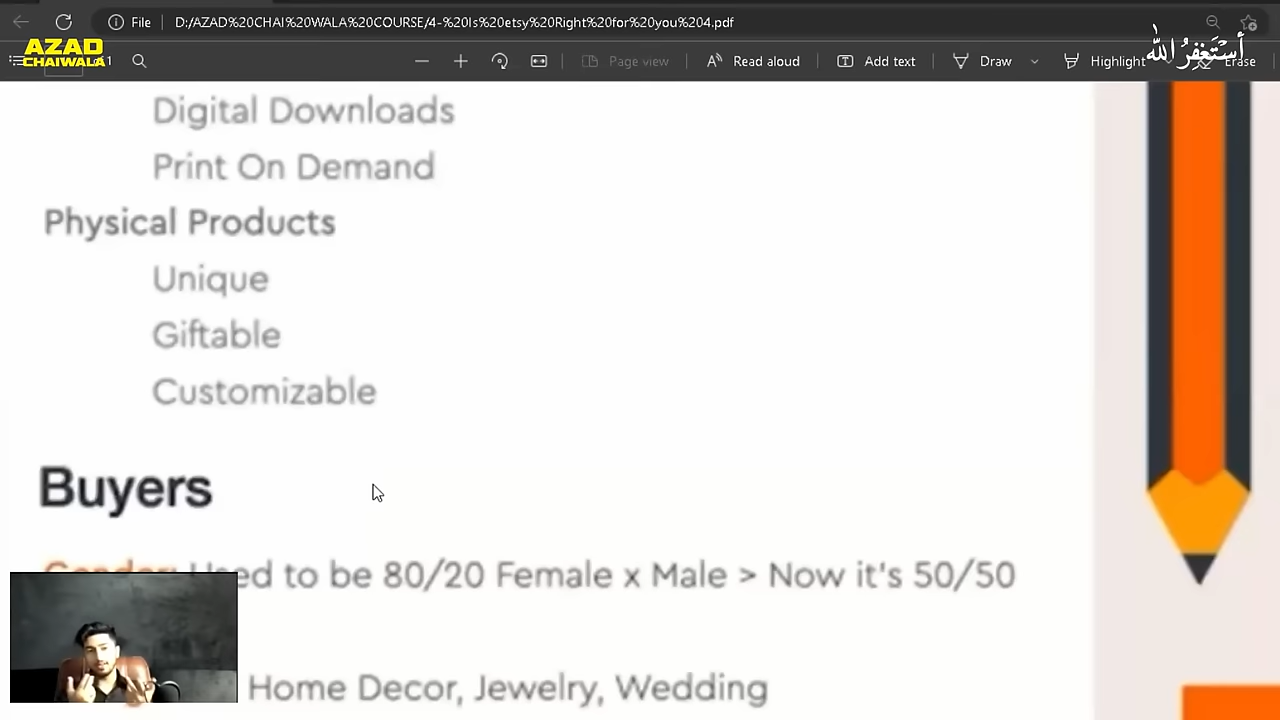 File D:/AZAD%20CHAI%20WALA%20COURSE/4-%20Is%20etsy%20Right%20for%20you%204.pdf
AZAD
CHAIWALA
أستغفر الله
Page view Read aloud Add text Draw Highlight Erase
Digital Downloads
Print On Demand
Physical Products
Unique
Giftable
Customizable
Buyers
Gender: Used to be 80/20 Female x Male > Now it's 50/50
Home Decor, Jewelry, Wedding